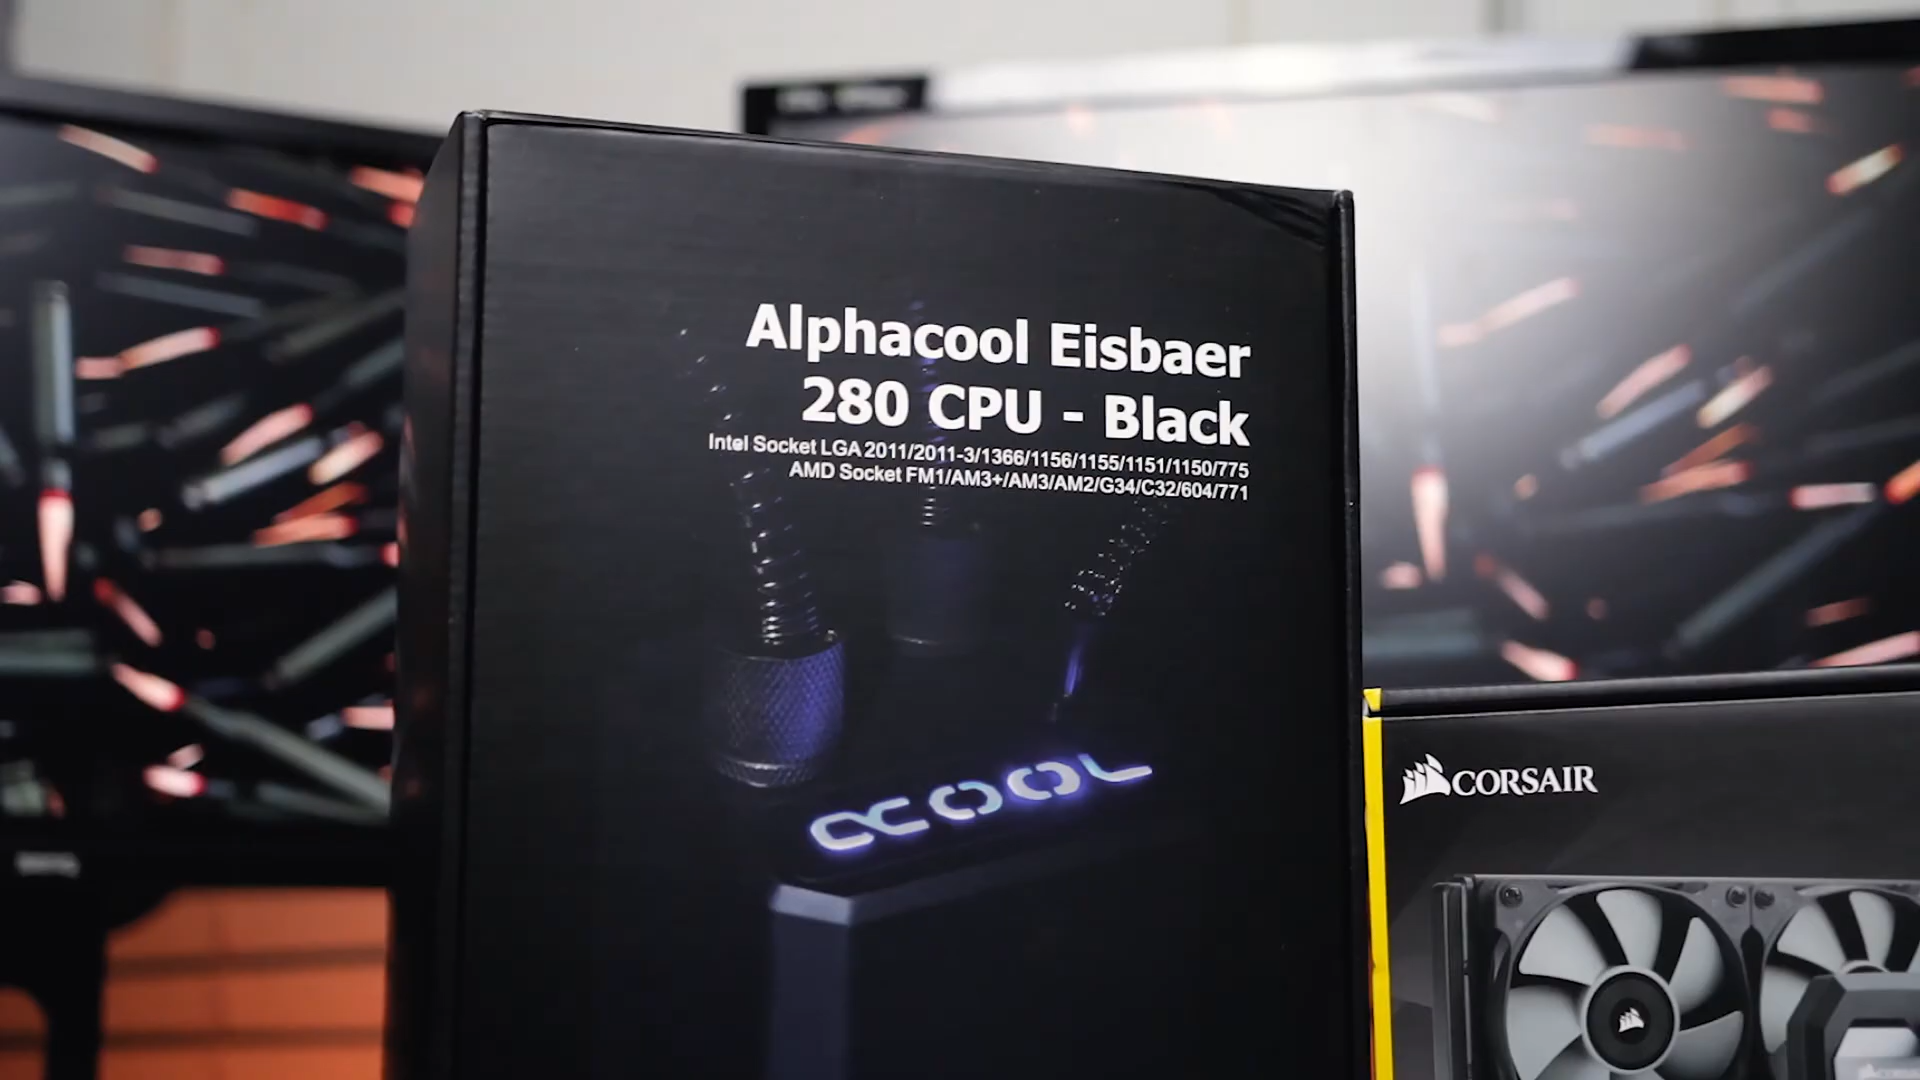 Alphacool Eisbaer
280 CPU - Black
Intel Socket LGA 2011/2011-3/1366/1156/1155/1151/1150/775
AMD Socket FM1/AM3+/AM3/AM2/G34/C32/604/771
ACOOL
CORSAIR